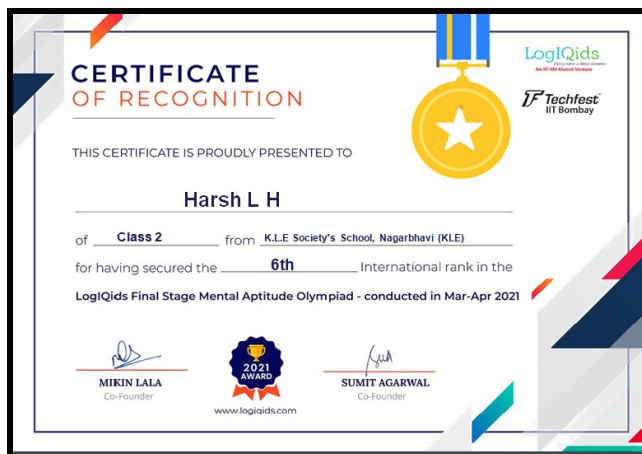 CERTIFICATE
OF RECOGNITION
LogIQids
An IIT-IIM Alumni Venture
Techfest
IIT Bombay
THIS CERTIFICATE IS PROUDLY PRESENTED TO
Harsh L H
of Class 2 from K.L.E Society's School, Nagarbhavi (KLE)
for having secured the 6th International rank in the
LogIQids Final Stage Mental Aptitude Olympiad - conducted in Mar-Apr 2021
MIKIN LALA
Co-Founder
2021
AWARD
www.logiqids.com
SUMIT AGARWAL
Co-Founder